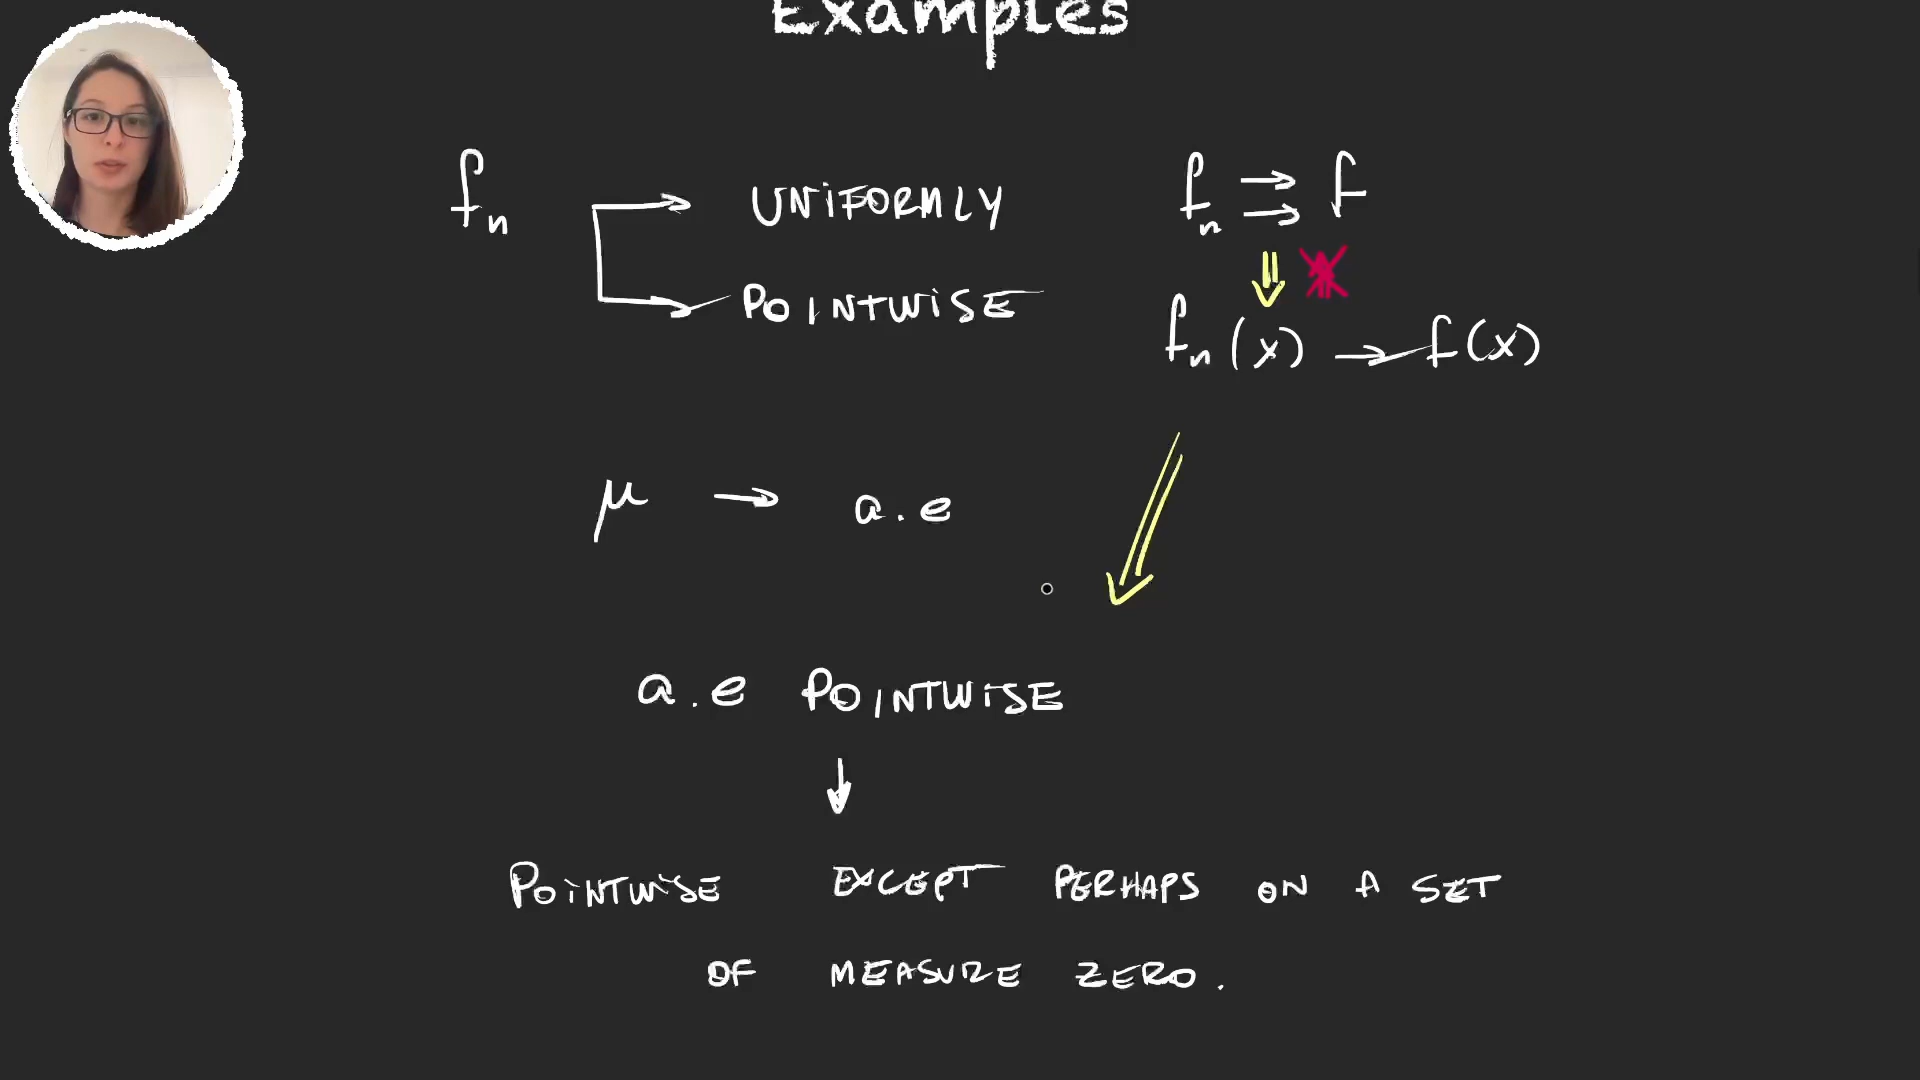 Examples
fn → UNIFORMLY fn ⇉ f
⇓
→ POINTWISE fn(x) → f(x)
μ → a.e
a.e POINTWISE
↓
POINTWISE EXCEPT PERHAPS ON A SET
OF MEASURE ZERO.